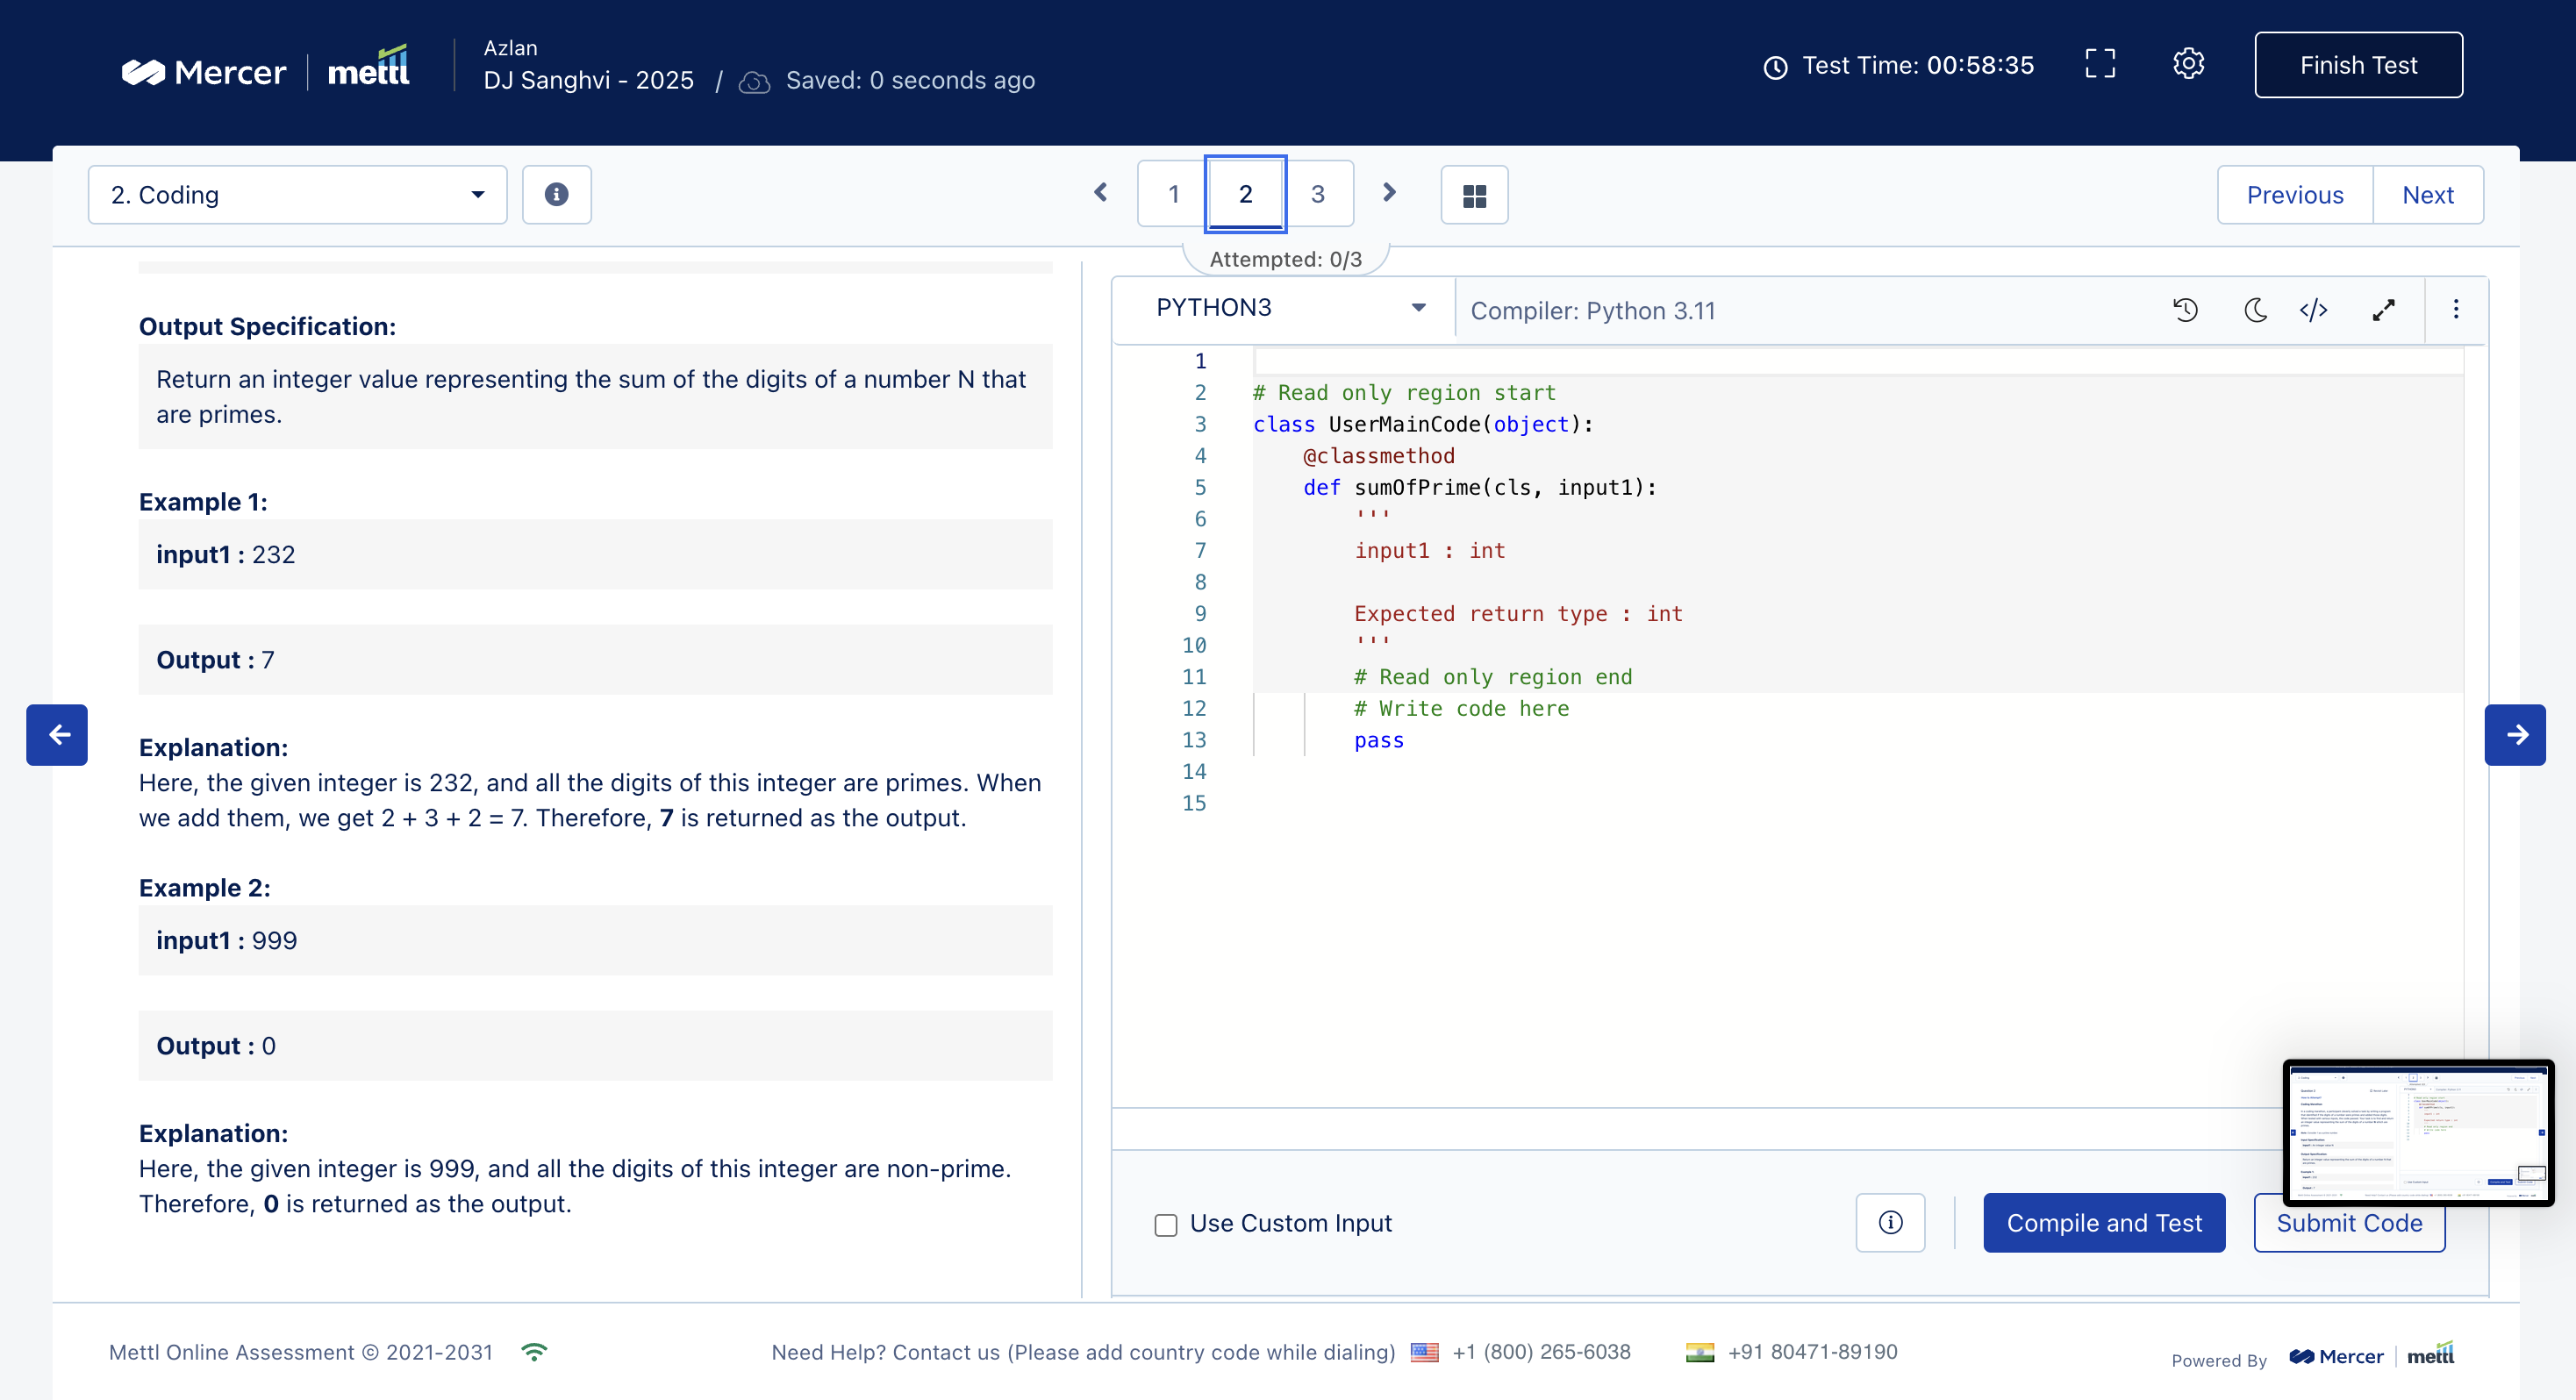 Mercer | mettl
Azlan
DJ Sanghvi - 2025 / Saved: 0 seconds ago
Test Time: 00:58:35
Finish Test
2. Coding
1
2
3
Previous
Next
Attempted: 0/3
Output Specification:
Return an integer value representing the sum of the digits of a number N that
are primes.
Example 1:
input1 : 232
Output : 7
Explanation:
Here, the given integer is 232, and all the digits of this integer are primes. When
we add them, we get 2 + 3 + 2 = 7. Therefore, 7 is returned as the output.
Example 2:
input1 : 999
Output : 0
Explanation:
Here, the given integer is 999, and all the digits of this integer are non-prime.
Therefore, 0 is returned as the output.
PYTHON3
Compiler: Python 3.11
1
2 # Read only region start
3 class UserMainCode(object):
4 @classmethod
5 def sumOfPrime(cls, input1):
6 '''
7 input1 : int
8
9 Expected return type : int
10 '''
11 # Read only region end
12 # Write code here
13 pass
14
15
Use Custom Input
Compile and Test
Submit Code
Mettl Online Assessment © 2021-2031
Need Help? Contact us (Please add country code while dialing) +1 (800) 265-6038 +91 80471-89190
Powered By Mercer | mettl